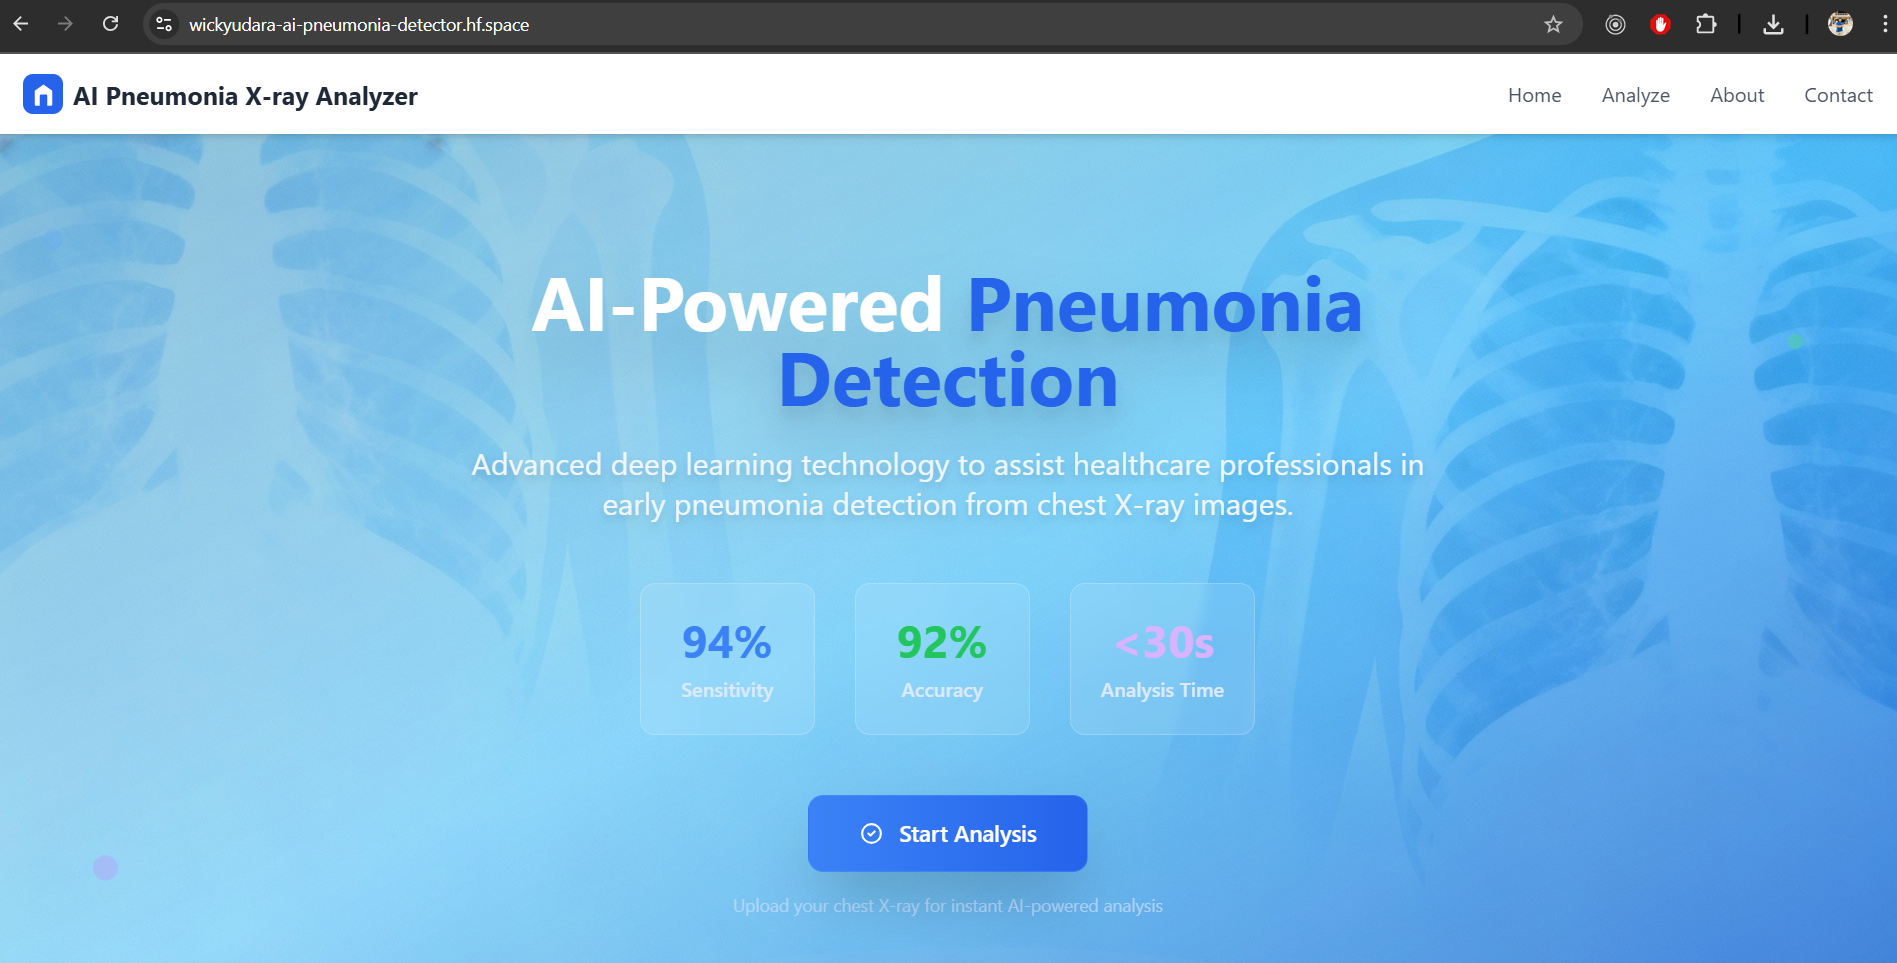 wickyudara-ai-pneumonia-detector.hf.space
AI Pneumonia X-ray Analyzer
Home Analyze About Contact
AI-Powered Pneumonia
Detection
Advanced deep learning technology to assist healthcare professionals in
early pneumonia detection from chest X-ray images.
94% 92% <30s
Sensitivity Accuracy Analysis Time
Start Analysis
Upload your chest X-ray for instant AI-powered analysis